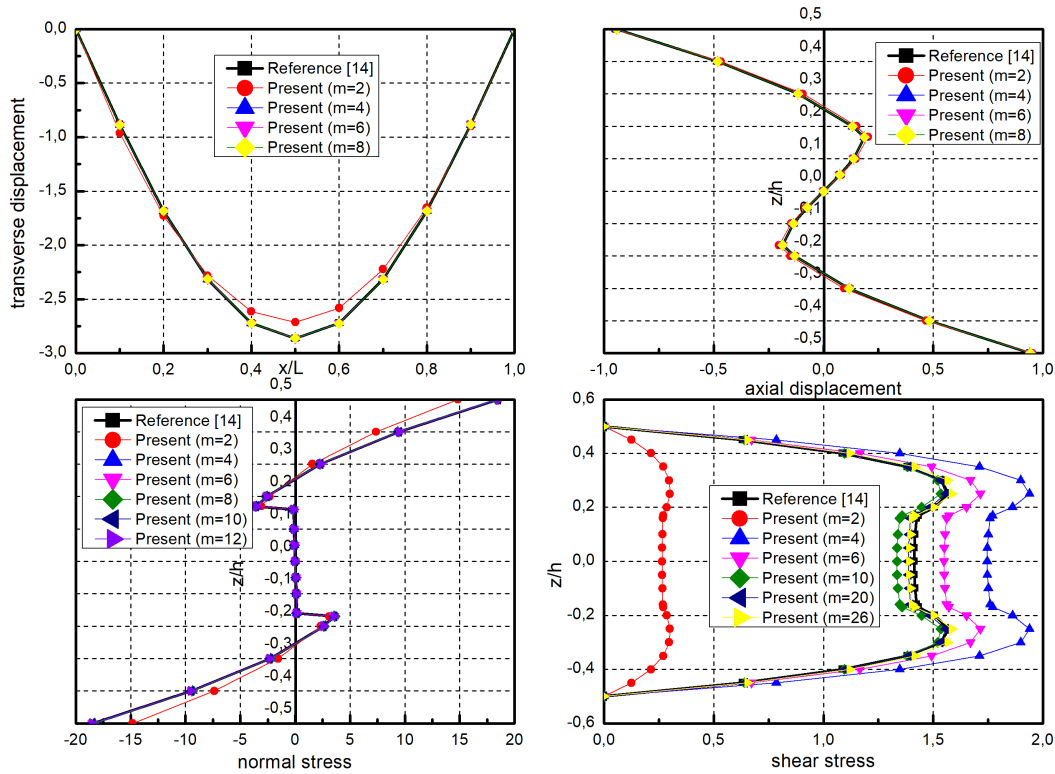 0,0
-0,5
-1,0
-1,5
-2,0
-2,5
-3,0
transverse displacement
Reference [14]
Present (m=2)
Present (m=4)
Present (m=6)
Present (m=8)
0,0 0,2 0,4 0,6 0,8 1,0
x/L
0,5
0,4
0,3
0,2
0,1
0,0
-0,1
-0,2
-0,3
-0,4
-0,5
z/h
Reference [14]
Present (m=2)
Present (m=4)
Present (m=6)
Present (m=8)
-1,0 -0,5 0,0 0,5 1,0
axial displacement
0,5
0,4
0,3
0,2
0,1
0,0
-0,1
-0,2
-0,3
-0,4
-0,5
z/h
Reference [14]
Present (m=2)
Present (m=4)
Present (m=6)
Present (m=8)
Present (m=10)
Present (m=12)
-20 -15 -10 -5 0 5 10 15 20
normal stress
0,6
0,4
0,2
0,0
-0,2
-0,4
-0,6
z/h
Reference [14]
Present (m=2)
Present (m=4)
Present (m=6)
Present (m=10)
Present (m=20)
Present (m=26)
0,0 0,5 1,0 1,5 2,0
shear stress